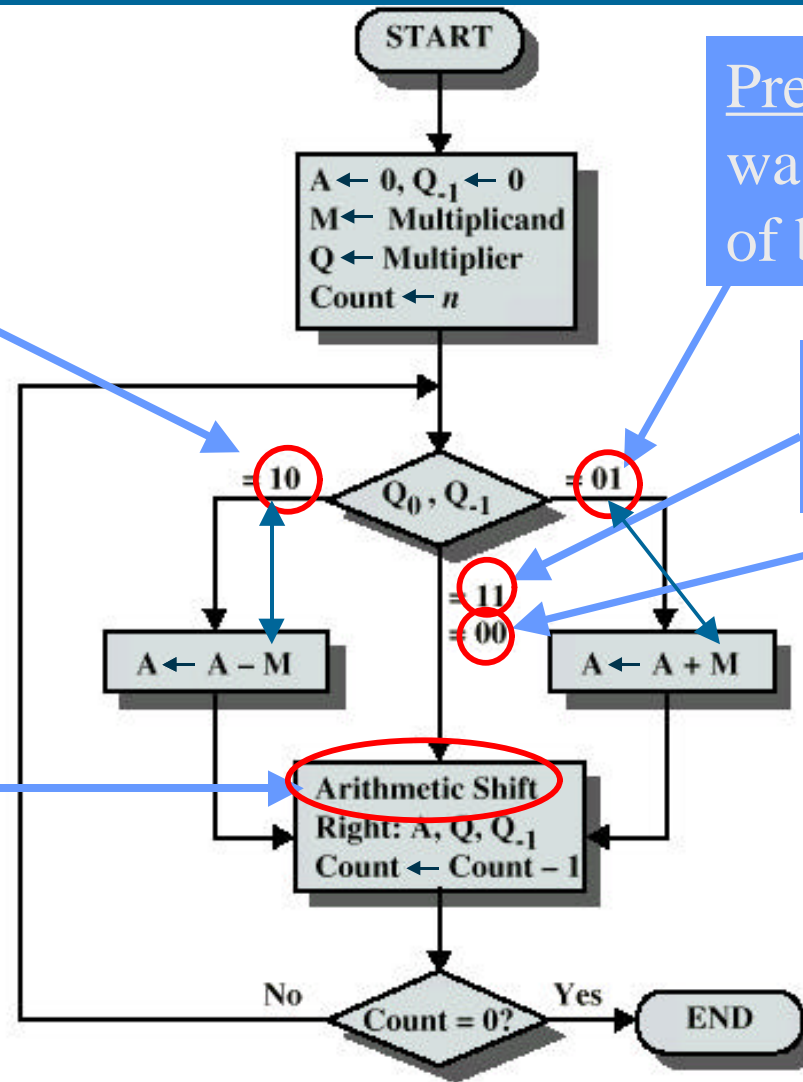 START
Pre
wa
of b
A ← 0, Q-1 ← 0
M ← Multiplicand
Q ← Multiplier
Count ← n
= 10
Q0 , Q-1
= 01
= 11
= 00
A ← A – M
A ← A + M
Arithmetic Shift
Right: A, Q, Q-1
Count ← Count – 1
No
Count = 0?
Yes
END